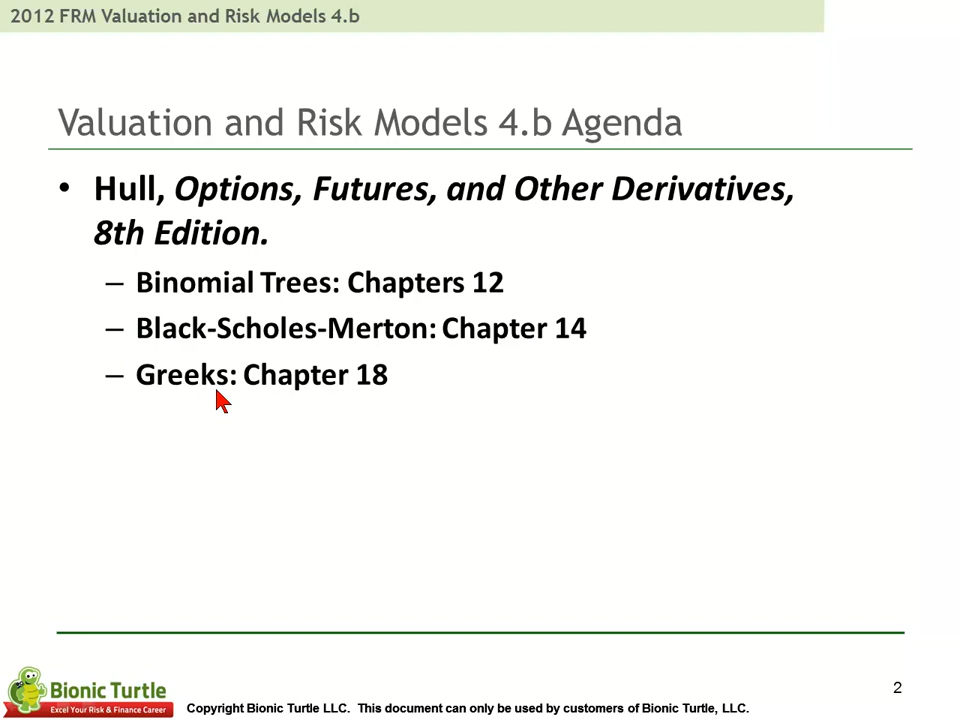 2012 FRM Valuation and Risk Models 4.b
Valuation and Risk Models 4.b Agenda
• Hull, Options, Futures, and Other Derivatives,
8th Edition.
– Binomial Trees: Chapters 12
– Black-Scholes-Merton: Chapter 14
– Greeks: Chapter 18
2
Bionic Turtle
Excel Your Risk & Finance Career
Copyright Bionic Turtle LLC. This document can only be used by customers of Bionic Turtle, LLC.